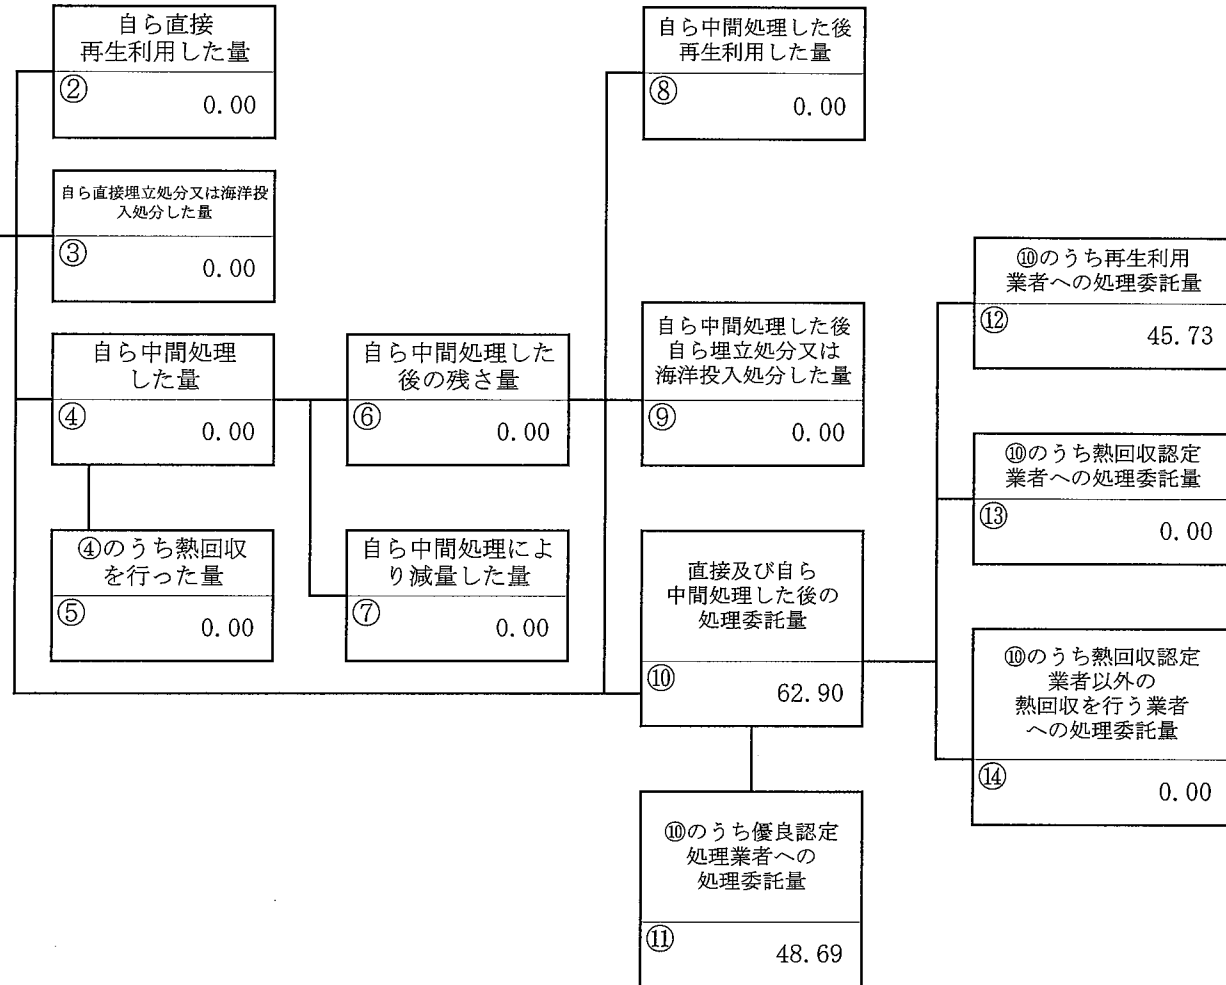 自ら直接
再生利用した量
②
0.00
自ら直接埋立処分又は海洋投
入処分した量
③
0.00
自ら中間処理
した量
④
0.00
④のうち熱回収
を行った量
⑤
0.00
自ら中間処理した
後の残さ量
⑥
0.00
自ら中間処理によ
り減量した量
⑦
0.00
自ら中間処理した後
再生利用した量
⑧
0.00
自ら中間処理した後
自ら埋立処分又は
海洋投入処分した量
⑨
0.00
直接及び自ら
中間処理した後の
処理委託量
⑩
62.90
⑩のうち優良認定
処理業者への
処理委託量
⑪
48.69
⑩のうち再生利用
業者への処理委託量
⑫
45.73
⑩のうち熱回収認定
業者への処理委託量
⑬
0.00
⑩のうち熱回収認定
業者以外の
熱回収を行う業者
への処理委託量
⑭
0.00